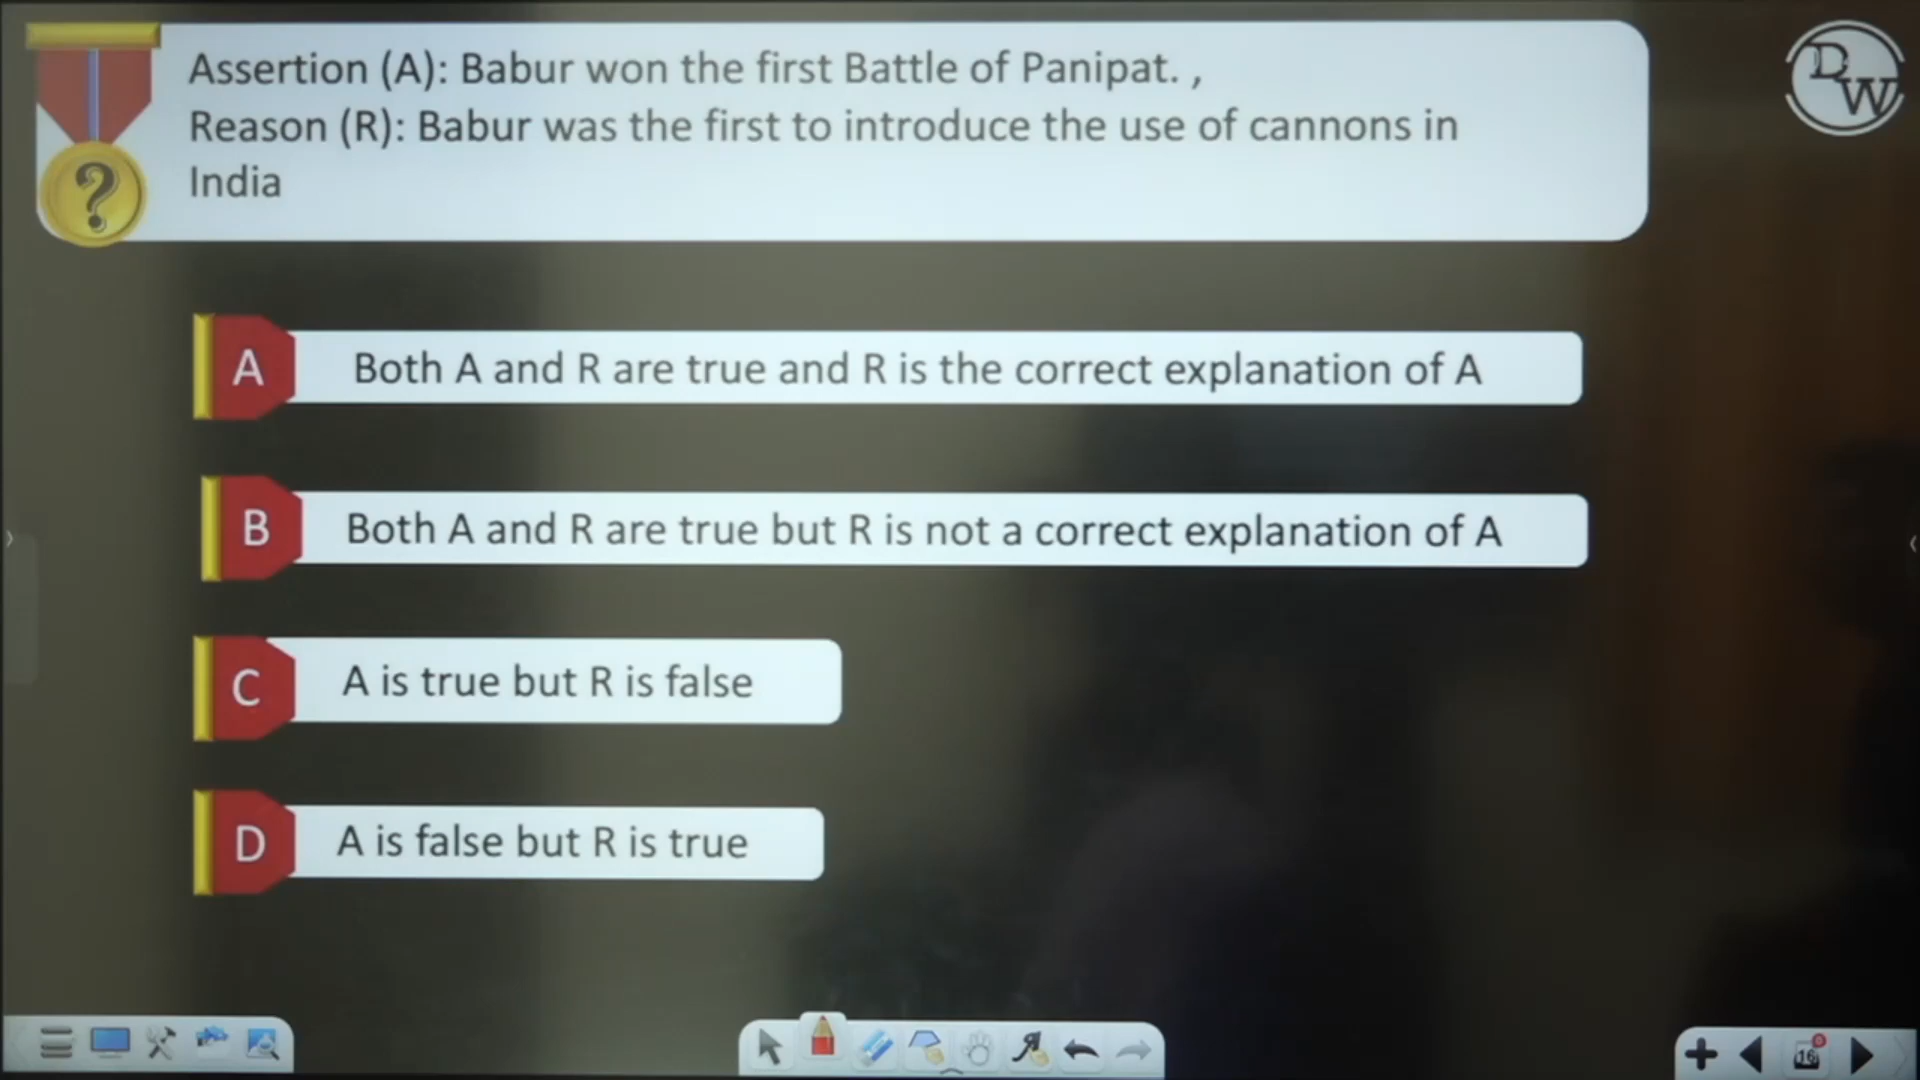 Assertion (A): Babur won the first Battle of Panipat. ,
Reason (R): Babur was the first to introduce the use of cannons in
India
DW
?
A
Both A and R are true and R is the correct explanation of A
B
Both A and R are true but R is not a correct explanation of A
C
A is true but R is false
D
A is false but R is true
16